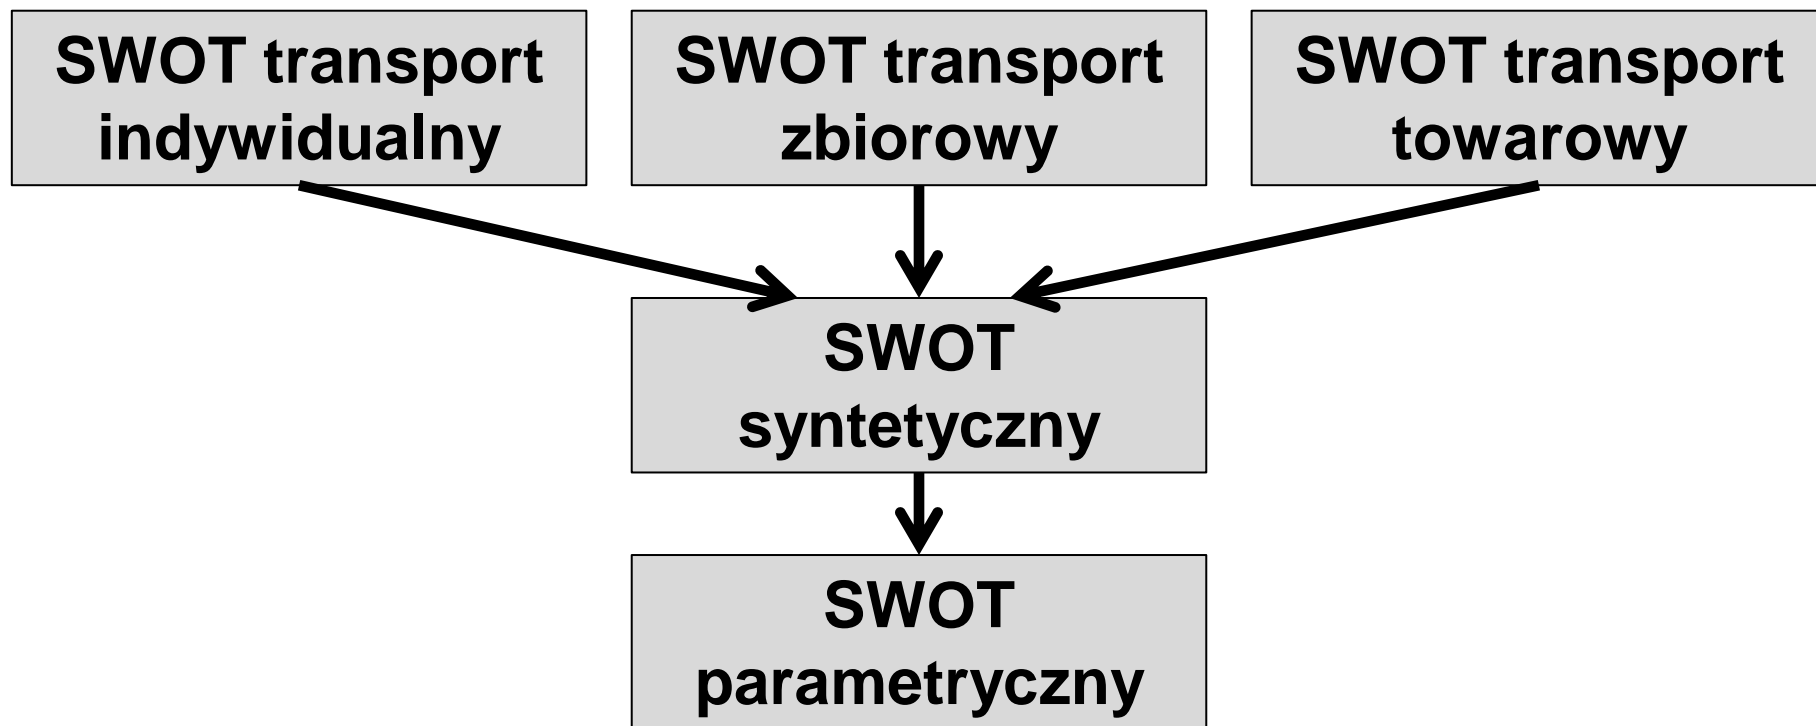 SWOT transport
indywidualny
SWOT transport
zbiorowy
SWOT transport
towarowy
SWOT
syntetyczny
SWOT
parametryczny